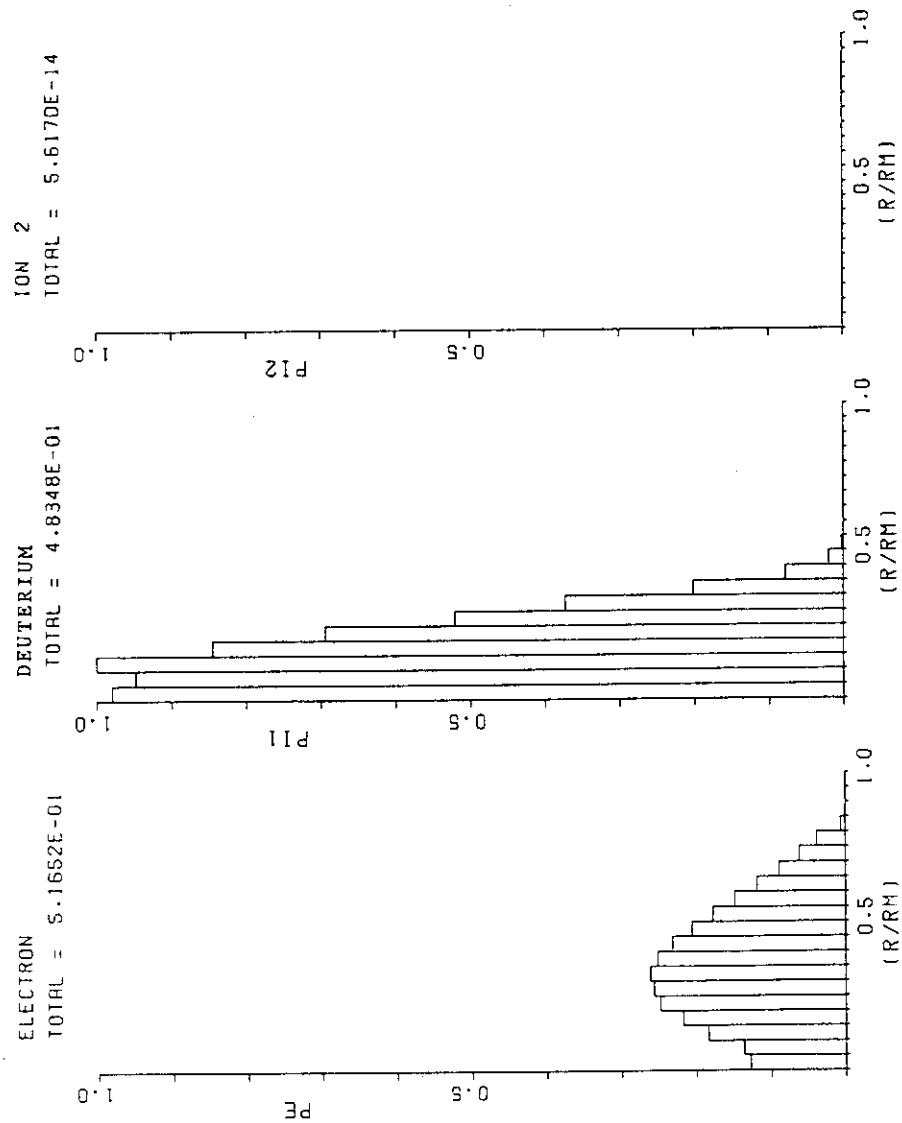 ELECTRON
TOTAL = 5.1652E-01
1.0
PE
0.5
0.5
1.0
(R/RM)
DEUTERIUM
TOTAL = 4.8348E-01
1.0
PI1
0.5
0.5
1.0
(R/RM)
ION 2
TOTAL = 5.6170E-14
1.0
PI2
0.5
0.5
1.0
(R/RM)